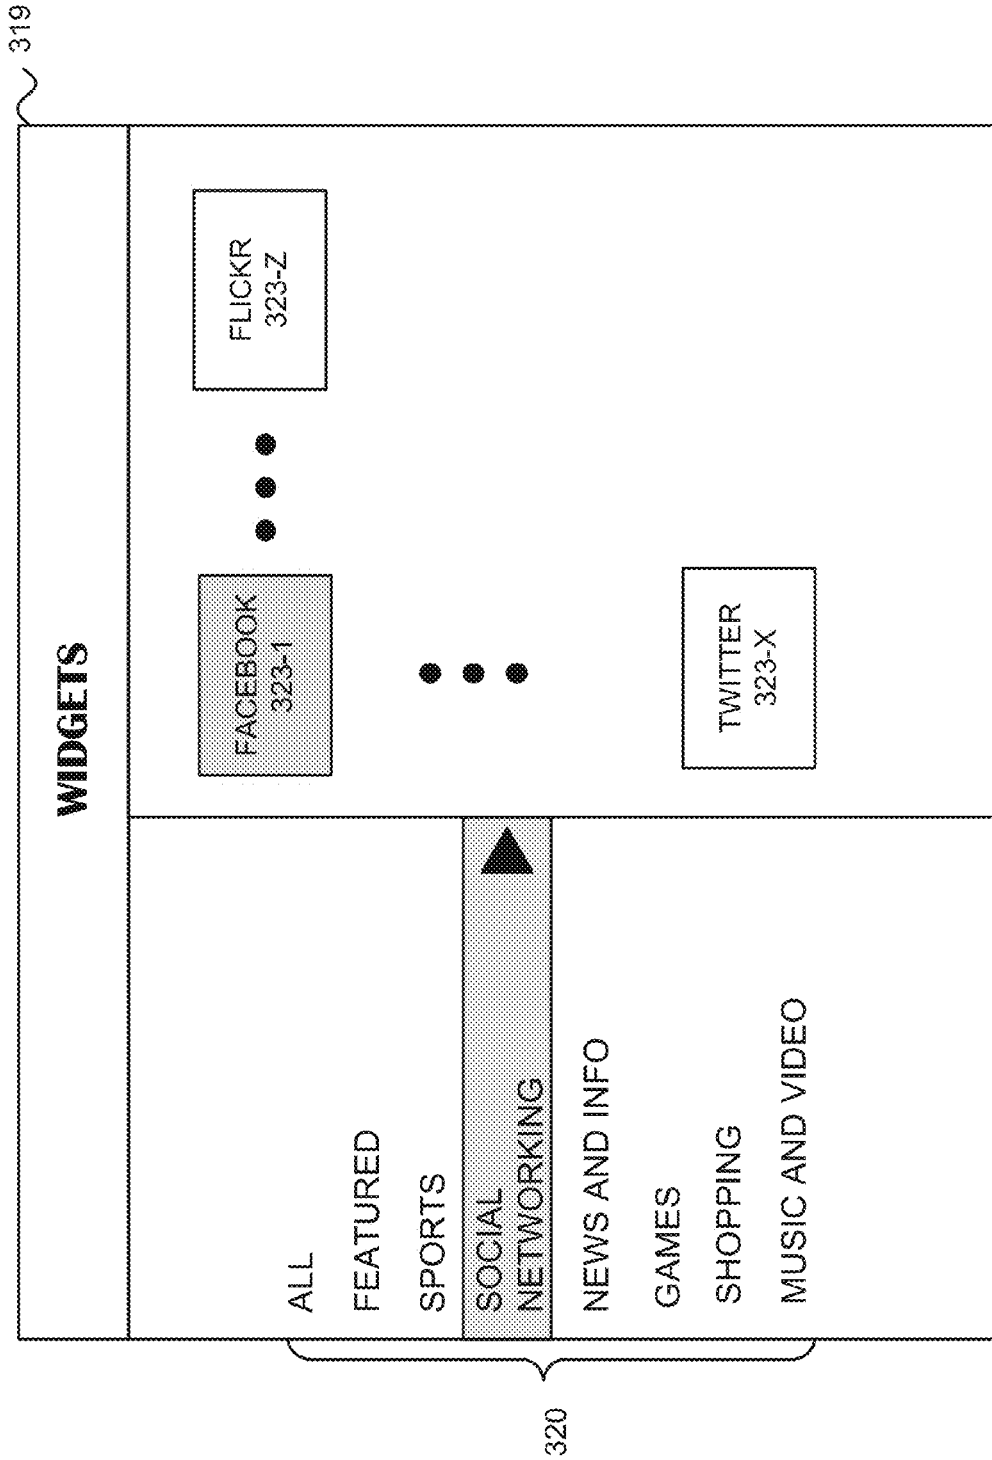 319
WIDGETS
ALL
FEATURED
SPORTS
SOCIAL
NETWORKING
NEWS AND INFO
GAMES
SHOPPING
MUSIC AND VIDEO
320
FACEBOOK
323-1
FLICKR
323-Z
TWITTER
323-X